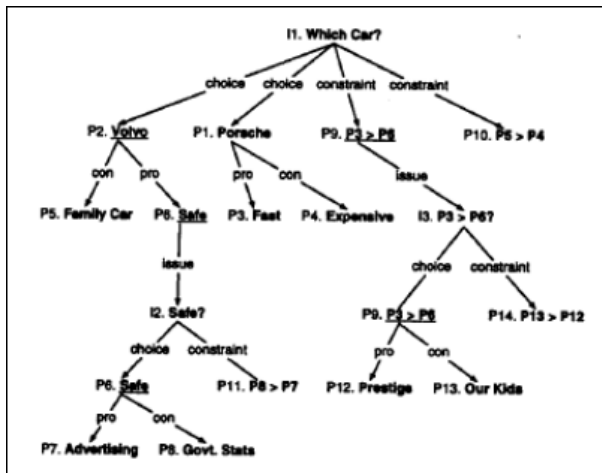 I1. Which Car?
choice choice constraint constraint
P2. Volvo P1. Porsche P9. P3 > P6 P10. P5 > P4
con pro pro con issue
P5. Family Car P6. Safe P3. Fast P4. Expensive I3. P3 > P6?
issue choice constraint
I2. Safe? P9. P3 > P6 P14. P13 > P12
choice constraint pro con
P6. Safe P11. P8 > P7 P12. Prestige P13. Our Kids
pro con
P7. Advertising P8. Govt. Stats